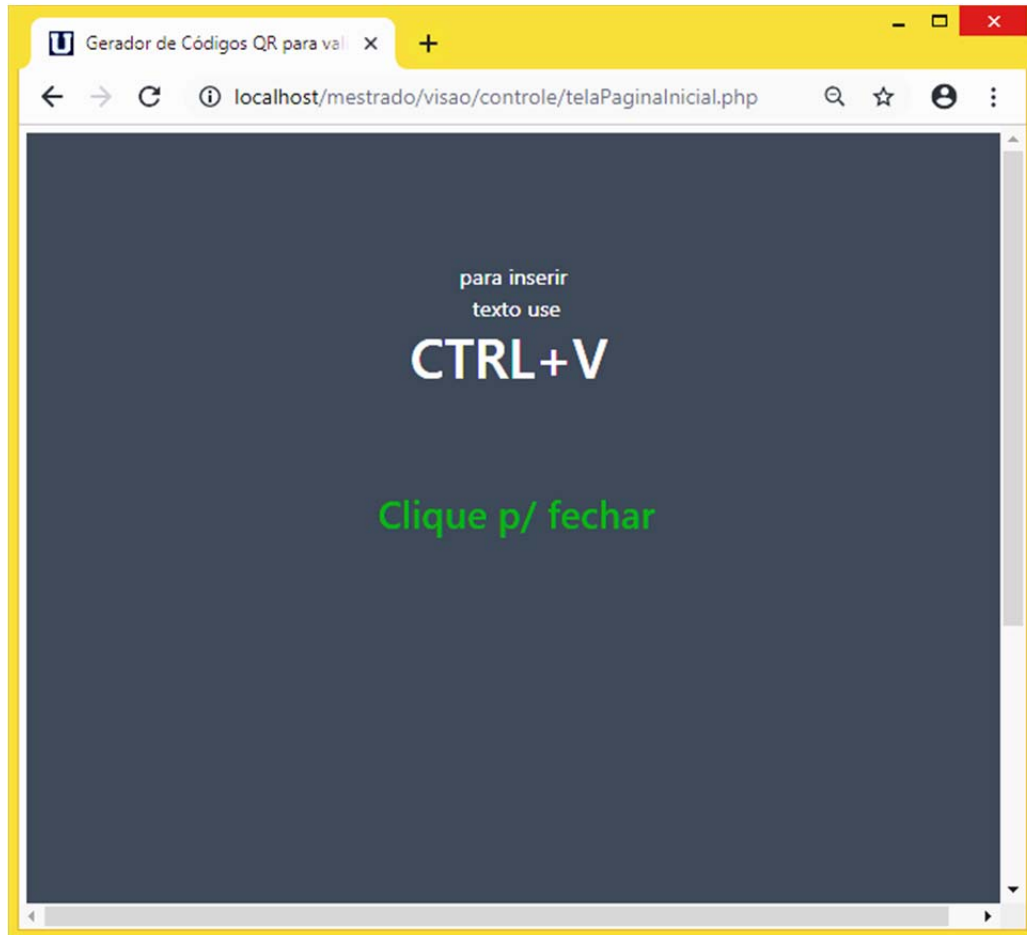 Gerador de Códigos QR para val
localhost/mestrado/visao/controle/telaPaginaInicial.php
para inserir
texto use
CTRL+V
Clique p/ fechar